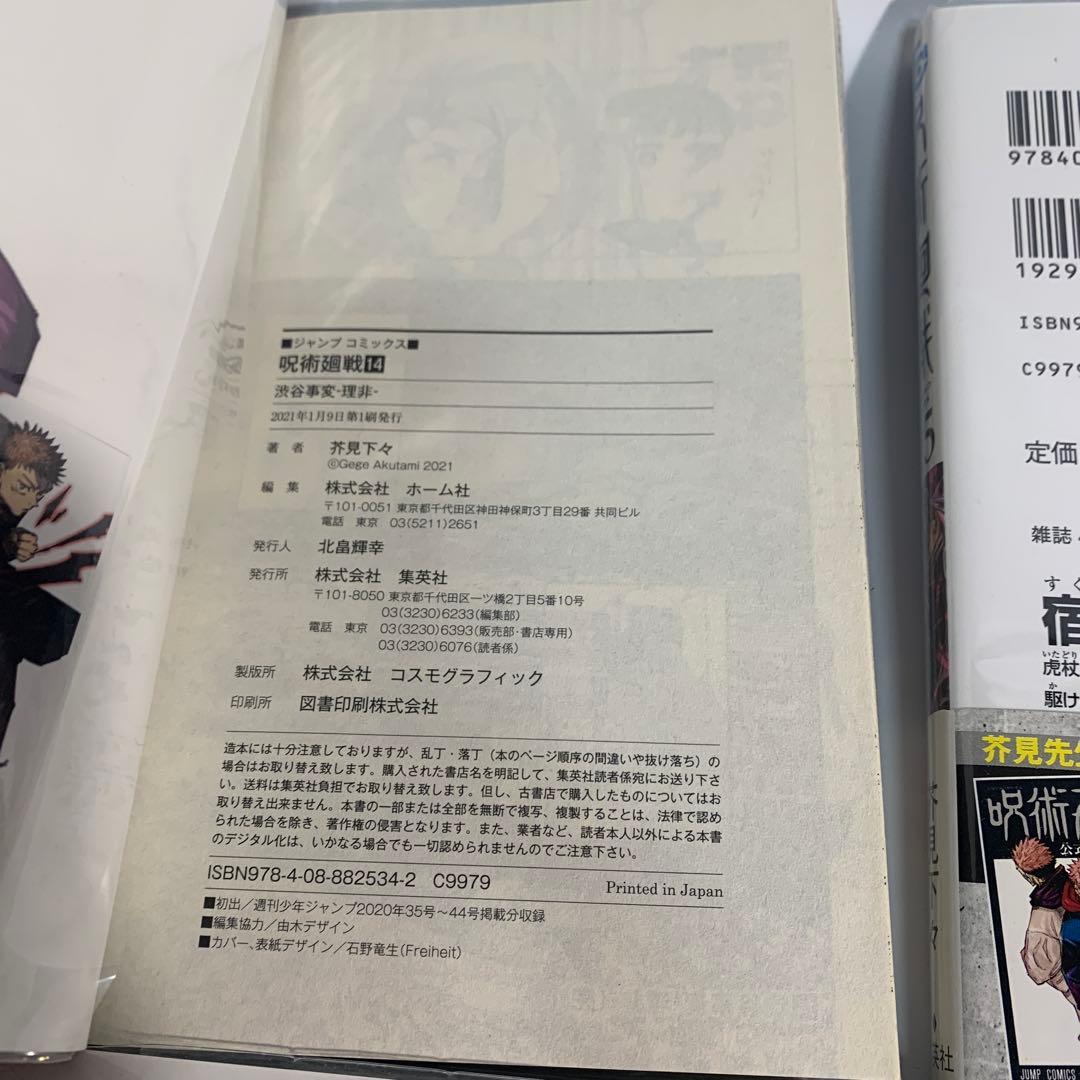 ■ジャンプ コミックス■
呪術廻戦14
渋谷事変-理非-
2021年1月9日第1刷発行
著 者 芥見下々
©Gege Akutami 2021
編 集 株式会社 ホーム社
〒101-0051 東京都千代田区神田神保町3丁目29番 共同ビル
電話 東京 03(5211)2651
発行人 北畠輝幸
発行所 株式会社 集英社
〒101-8050 東京都千代田区一ツ橋2丁目5番10号
03(3230)6233(編集部)
電話 東京 03(3230)6393(販売部・書店専用)
03(3230)6076(読者係)
製版所 株式会社 コスモグラフィック
印刷所 図書印刷株式会社
造本には十分注意しておりますが、乱丁・落丁（本のページ順序の間違いや抜け落ち）の
場合はお取り替え致します。購入された書店名を明記して、集英社読者係宛にお送り下さ
い。送料は集英社負担でお取り替え致します。但し、古書店で購入したものについてはお
取り替え出来ません。本書の一部または全部を無断で複写、複製することは、法律で認め
られた場合を除き、著作権の侵害となります。また、業者など、読者本人以外による本書
のデジタル化は、いかなる場合でも一切認められませんのでご注意下さい。
ISBN978-4-08-882534-2 C9979
Printed in Japan
■初出／週刊少年ジャンプ2020年35号～44号掲載分収録
■編集協力／由木デザイン
■カバー、表紙デザイン／石野竜生(Freiheit)
97840
1929
ISBN9
C9979
定価
雑誌
すく
宿
いたどり
虎杖
か
駆け
芥見先生
呪術
公式
JUMP COMICS
英社